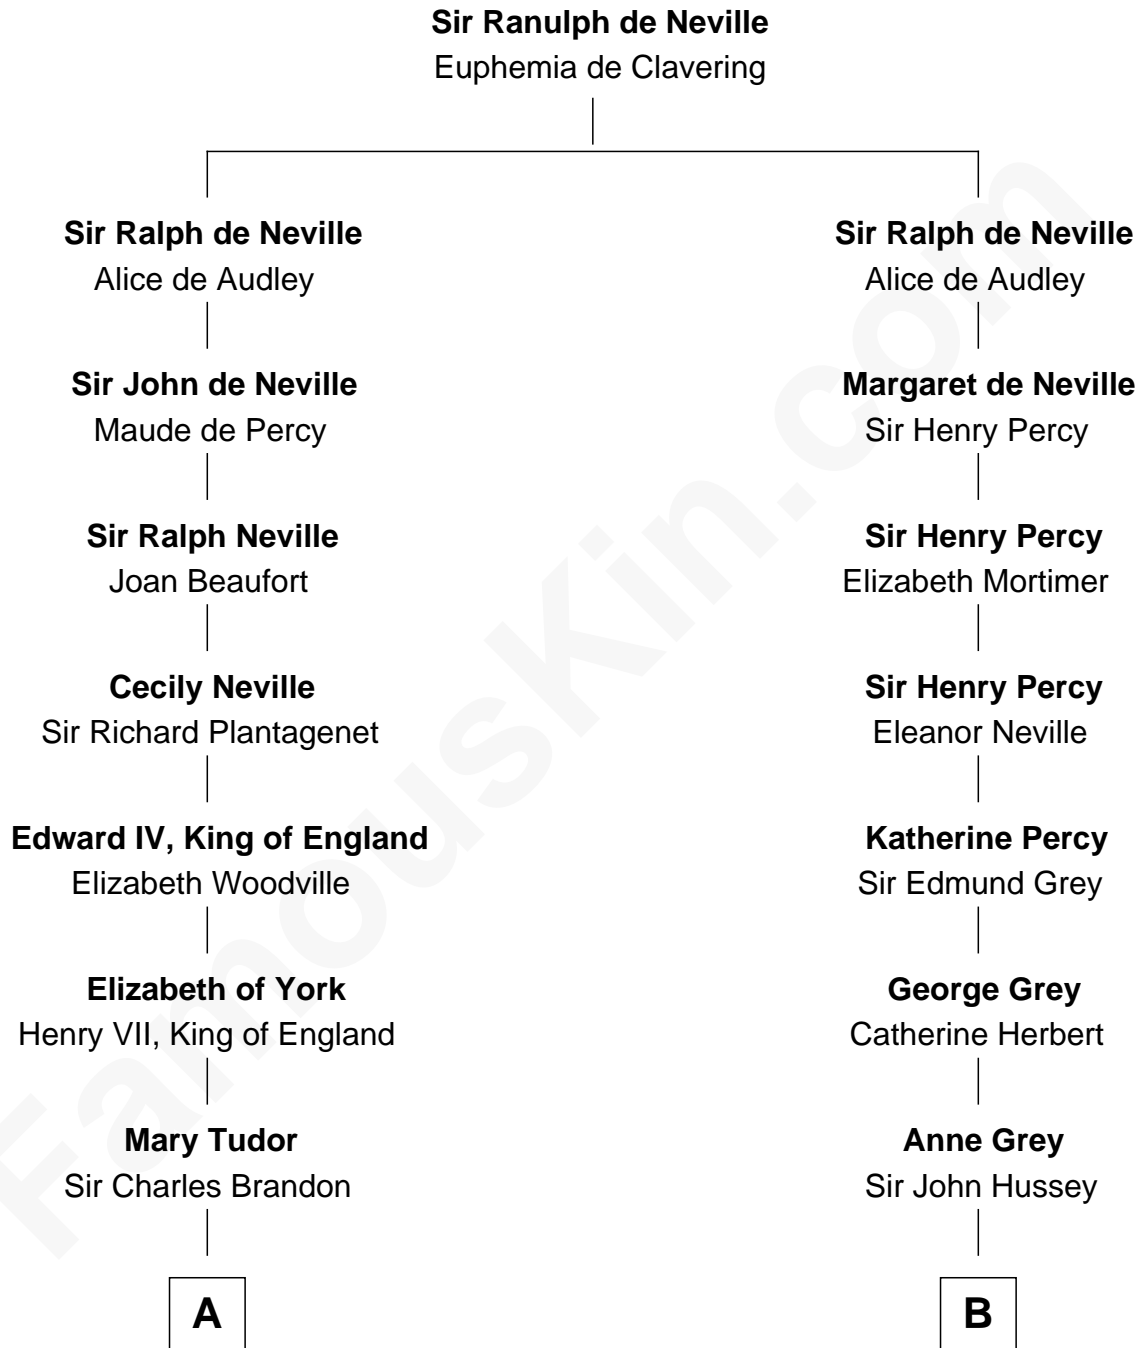 Sir Ranulph de Neville
Euphemia de Clavering
Sir Ralph de Neville
Alice de Audley
Sir Ralph de Neville
Alice de Audley
Sir John de Neville
Maude de Percy
Margaret de Neville
Sir Henry Percy
Sir Ralph Neville
Joan Beaufort
Sir Henry Percy
Elizabeth Mortimer
Cecily Neville
Sir Richard Plantagenet
Sir Henry Percy
Eleanor Neville
Edward IV, King of England
Elizabeth Woodville
Katherine Percy
Sir Edmund Grey
Elizabeth of York
Henry VII, King of England
George Grey
Catherine Herbert
Mary Tudor
Sir Charles Brandon
Anne Grey
Sir John Hussey
A
B
FamousKin.com